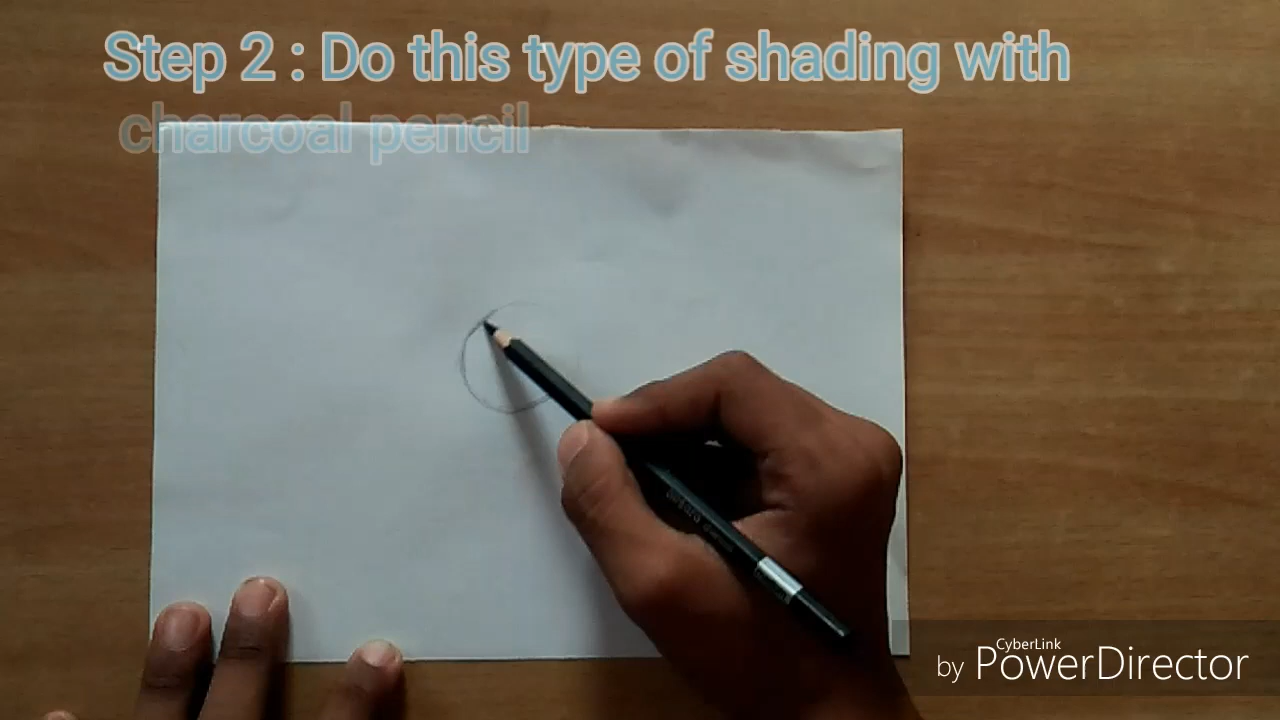 Step 2 : Do this type of shading with
charcoal pencil
CyberLink
by PowerDirector